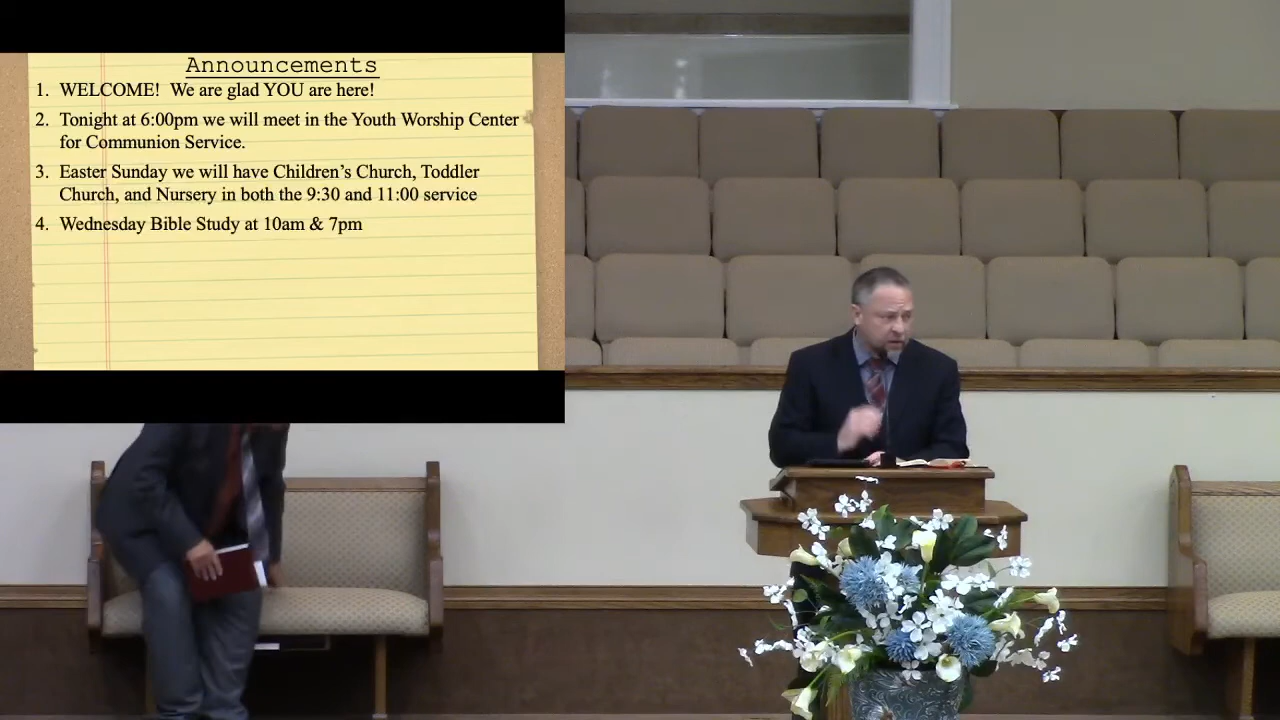 Announcements
1. WELCOME!  We are glad YOU are here!
2. Tonight at 6:00pm we will meet in the Youth Worship Center
for Communion Service.
3. Easter Sunday we will have Children’s Church, Toddler
Church, and Nursery in both the 9:30 and 11:00 service
4. Wednesday Bible Study at 10am & 7pm